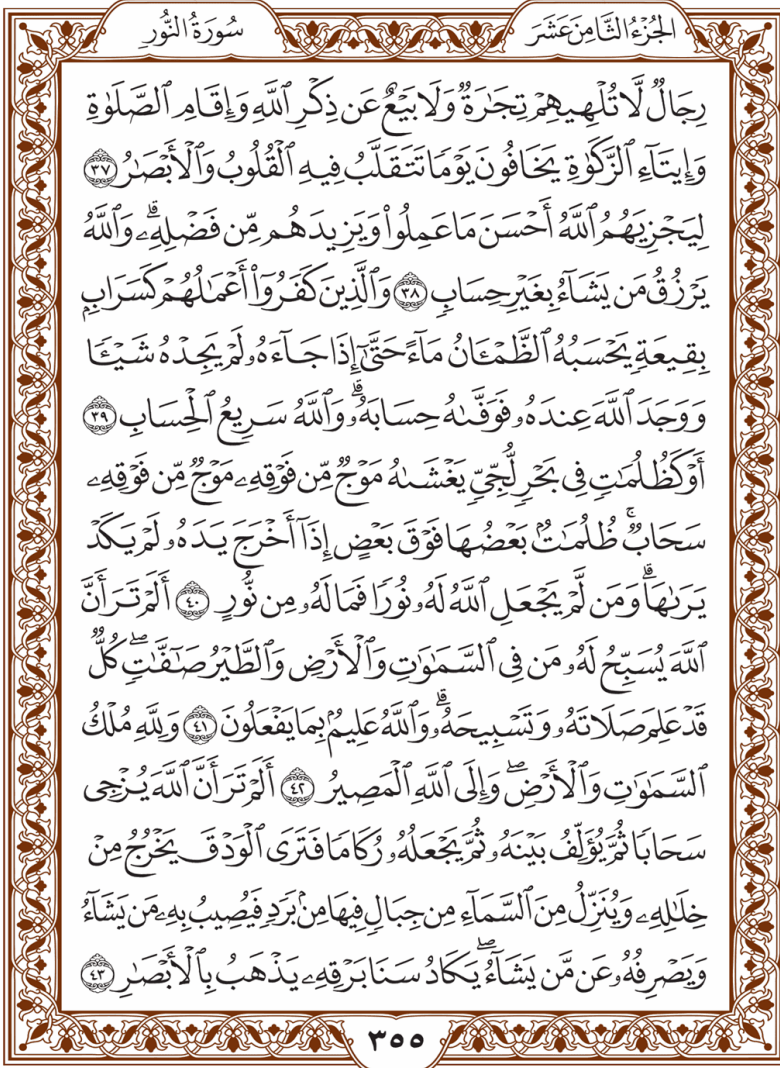 الجُزْءُ الثَّامِنَ عَشَرَ
سُورَةُ النُّورِ
رِجَالٌ لَّا تُلْهِيهِمْ تِجَٰرَةٌ وَلَا بَيْعٌ عَن ذِكْرِ ٱللَّهِ وَإِقَامِ ٱلصَّلَوٰةِ
وَإِيتَآءِ ٱلزَّكَوٰةِ يَخَافُونَ يَوْمًا تَتَقَلَّبُ فِيهِ ٱلْقُلُوبُ وَٱلْأَبْصَٰرُ ٣٧
لِيَجْزِيَهُمُ ٱللَّهُ أَحْسَنَ مَا عَمِلُوا۟ وَيَزِيدَهُم مِّن فَضْلِهِۦۗ وَٱللَّهُ
يَرْزُقُ مَن يَشَآءُ بِغَيْرِ حِسَابٍ ٣٨ وَٱلَّذِينَ كَفَرُوٓا۟ أَعْمَٰلُهُمْ كَسَرَابٍۭ
بِقِيعَةٍ يَحْسَبُهُ ٱلظَّمْـَٔانُ مَآءً حَتَّىٰٓ إِذَا جَآءَهُۥ لَمْ يَجِدْهُ شَيْـًٔا
وَوَجَدَ ٱللَّهَ عِندَهُۥ فَوَفَّىٰهُ حِسَابَهُۥۗ وَٱللَّهُ سَرِيعُ ٱلْحِسَابِ ٣٩
أَوْ كَظُلُمَٰتٍ فِى بَحْرٍ لُّجِّىٍّ يَغْشَىٰهُ مَوْجٌ مِّن فَوْقِهِۦ مَوْجٌ مِّن فَوْقِهِۦ
سَحَابٌۚ ظُلُمَٰتٌۢ بَعْضُهَا فَوْقَ بَعْضٍ إِذَآ أَخْرَجَ يَدَهُۥ لَمْ يَكَدْ
يَرَىٰهَاۗ وَمَن لَّمْ يَجْعَلِ ٱللَّهُ لَهُۥ نُورًا فَمَا لَهُۥ مِن نُّورٍ ٤٠ أَلَمْ تَرَ أَنَّ
ٱللَّهَ يُسَبِّحُ لَهُۥ مَن فِى ٱلسَّمَٰوَٰتِ وَٱلْأَرْضِ وَٱلطَّيْرُ صَٰٓفَّٰتٍۖ كُلٌّ
قَدْ عَلِمَ صَلَاتَهُۥ وَتَسْبِيحَهُۥۗ وَٱللَّهُ عَلِيمٌۢ بِمَا يَفْعَلُونَ ٤١ وَلِلَّهِ مُلْكُ
ٱلسَّمَٰوَٰتِ وَٱلْأَرْضِۖ وَإِلَى ٱللَّهِ ٱلْمَصِيرُ ٤٢ أَلَمْ تَرَ أَنَّ ٱللَّهَ يُزْجِى
سَحَابًا ثُمَّ يُؤَلِّفُ بَيْنَهُۥ ثُمَّ يَجْعَلُهُۥ رُكَامًا فَتَرَى ٱلْوَدْقَ يَخْرُجُ مِنْ
خِلَٰلِهِۦ وَيُنَزِّلُ مِنَ ٱلسَّمَآءِ مِن جِبَالٍ فِيهَا مِنۢ بَرَدٍ فَيُصِيبُ بِهِۦ مَن يَشَآءُ
وَيَصْرِفُهُۥ عَن مَّن يَشَآءُۖ يَكَادُ سَنَا بَرْقِهِۦ يَذْهَبُ بِٱلْأَبْصَٰرِ ٤٣
٣٥٥